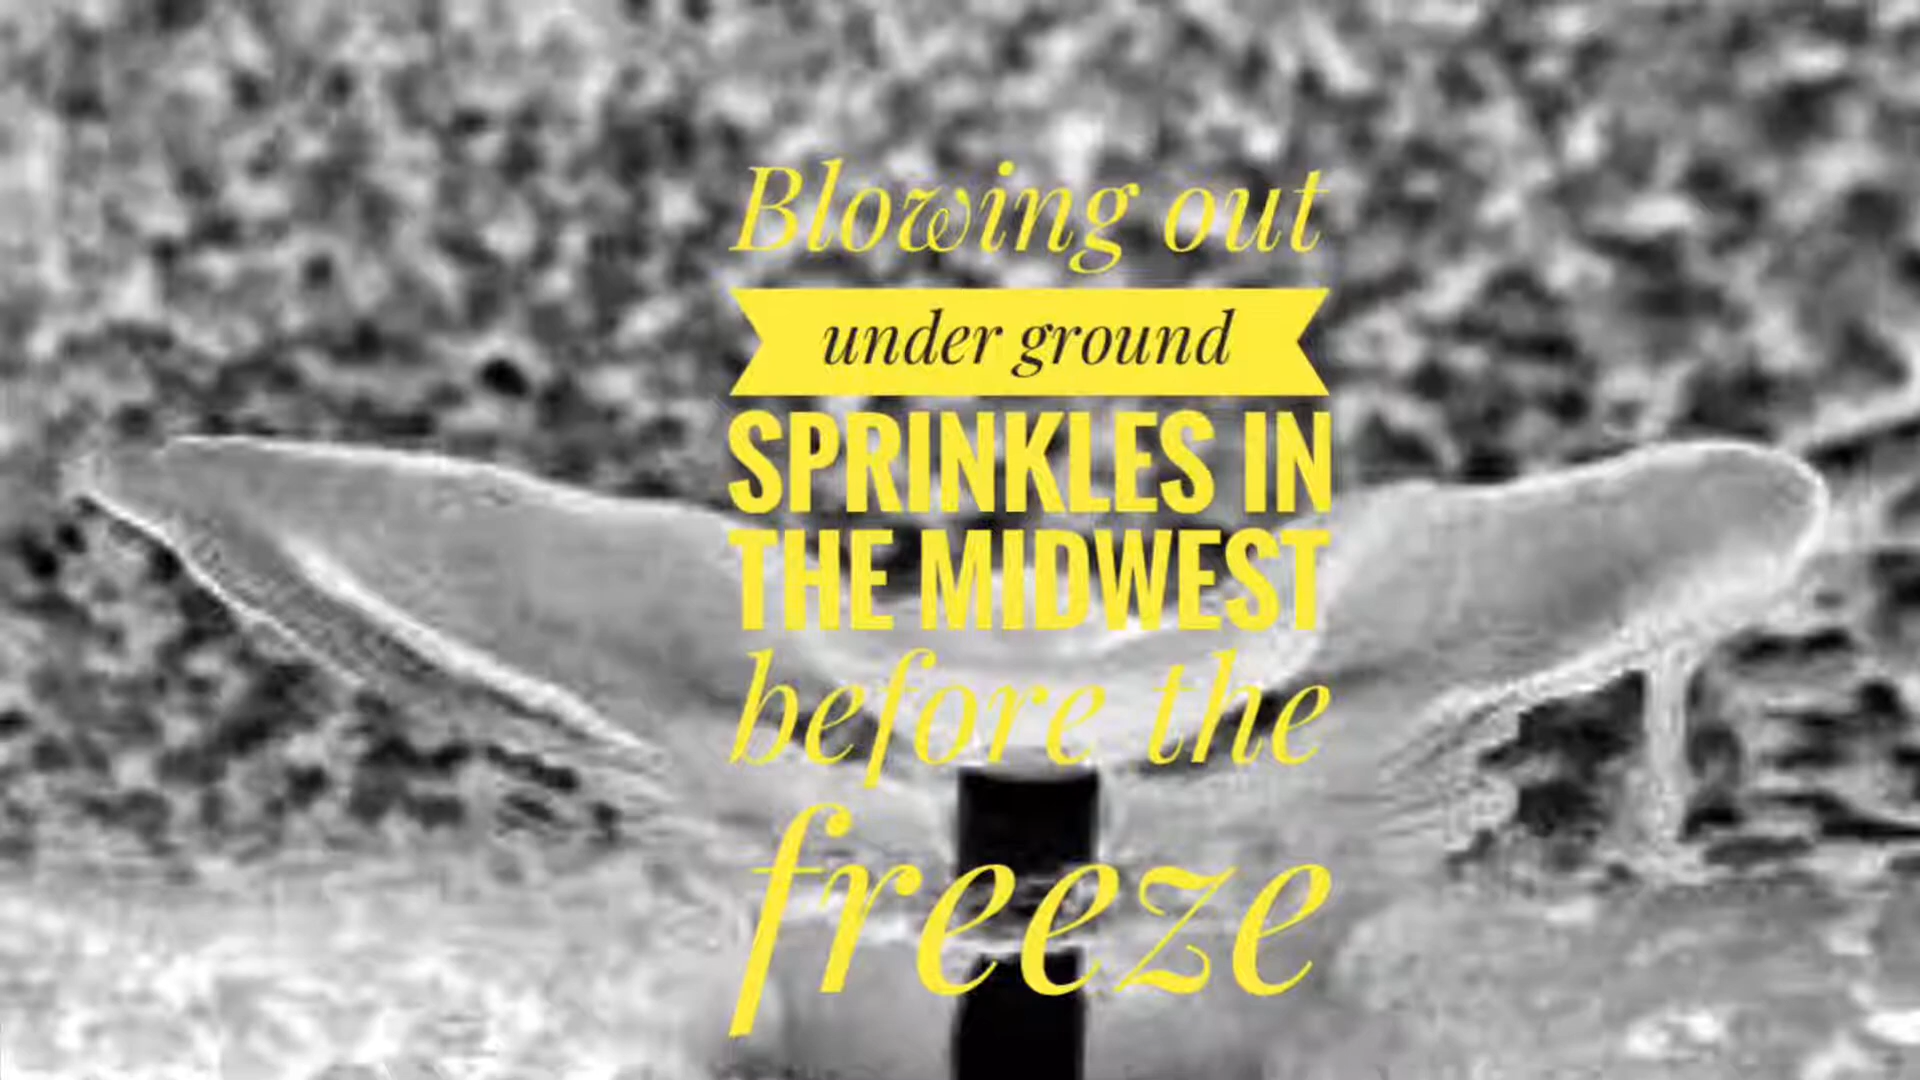 Blowing out
under ground
SPRINKLES IN
THE MIDWEST
before the
freeze